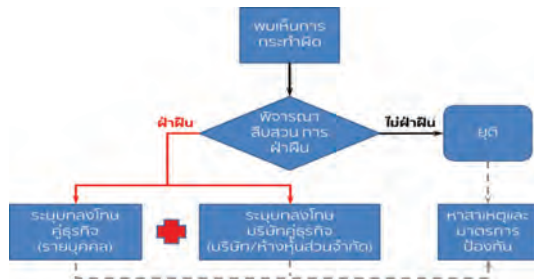 พบเห็นการ
กระทำผิด
ฝ่าฝืน
พิจารณา
สืบสวน การ
ฝ่าฝืน
ไม่ฝ่าฝืน
ยุติ
ระบุบทลงโทษ
คู่ธุรกิจ
(รายบุคคล)
ระบุบทลงโทษ
บริษัทคู่ธุรกิจ
(บริษัท/ห้างหุ้นส่วนจำกัด)
หาสาเหตุและ
มาตรการ
ป้องกัน